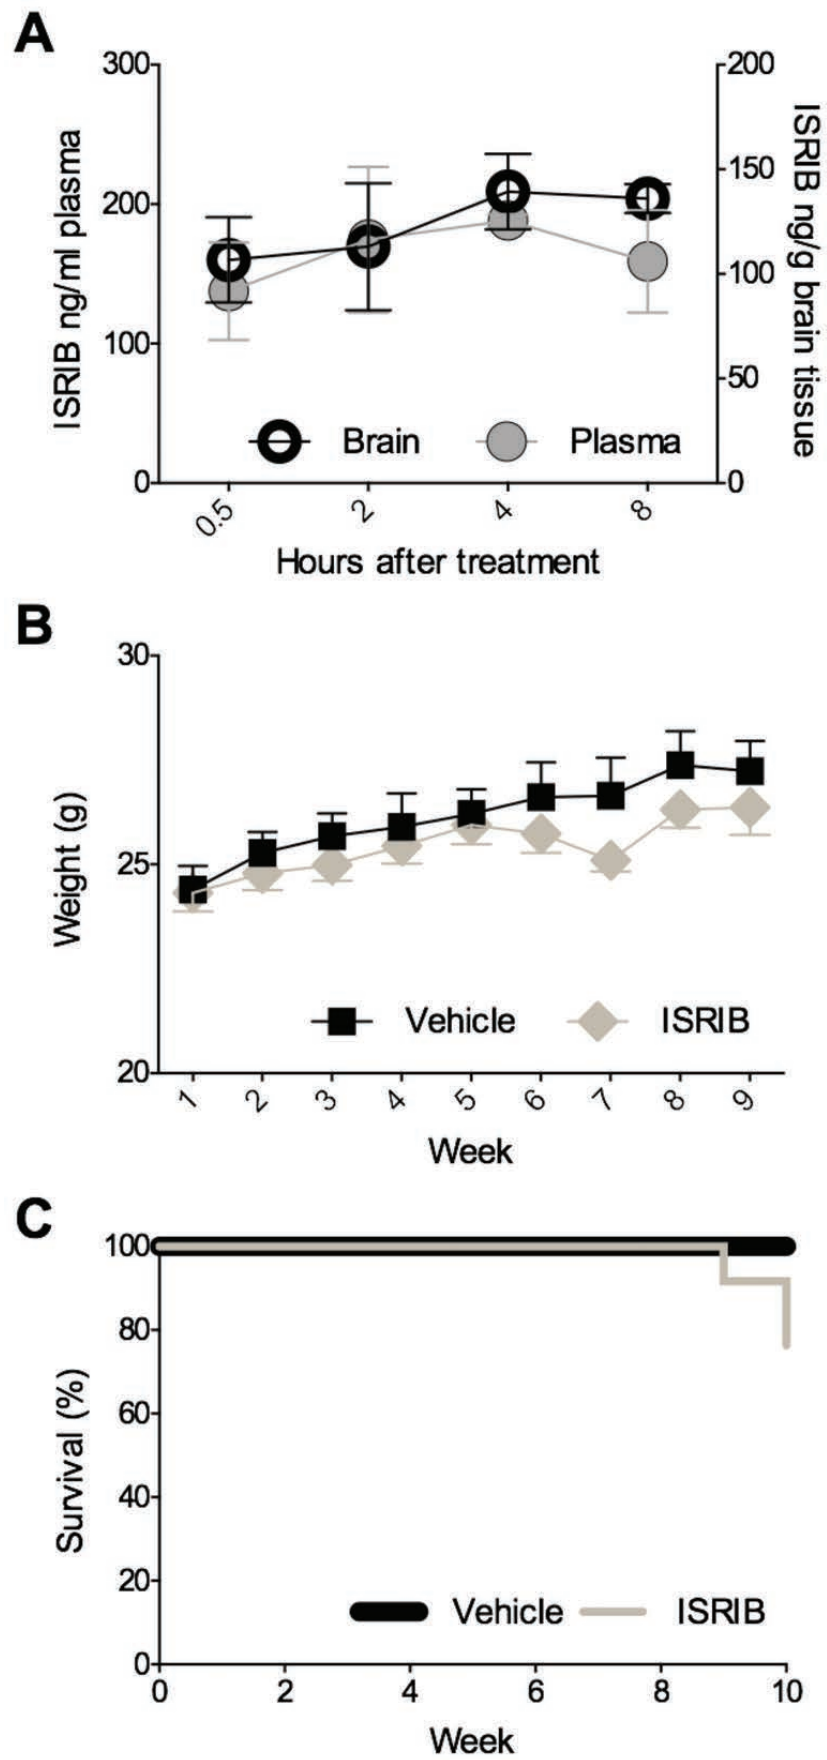 A
300
200
100
0
ISRIB ng/ml plasma
200
150
100
50
0
ISRIB ng/g brain tissue
Brain Plasma
0.5 2 4 8
Hours after treatment
B
30
25
20
Weight (g)
Vehicle ISRIB
1 2 3 4 5 6 7 8 9
Week
C
100
80
60
40
20
0
Survival (%)
Vehicle ISRIB
0 2 4 6 8 10
Week